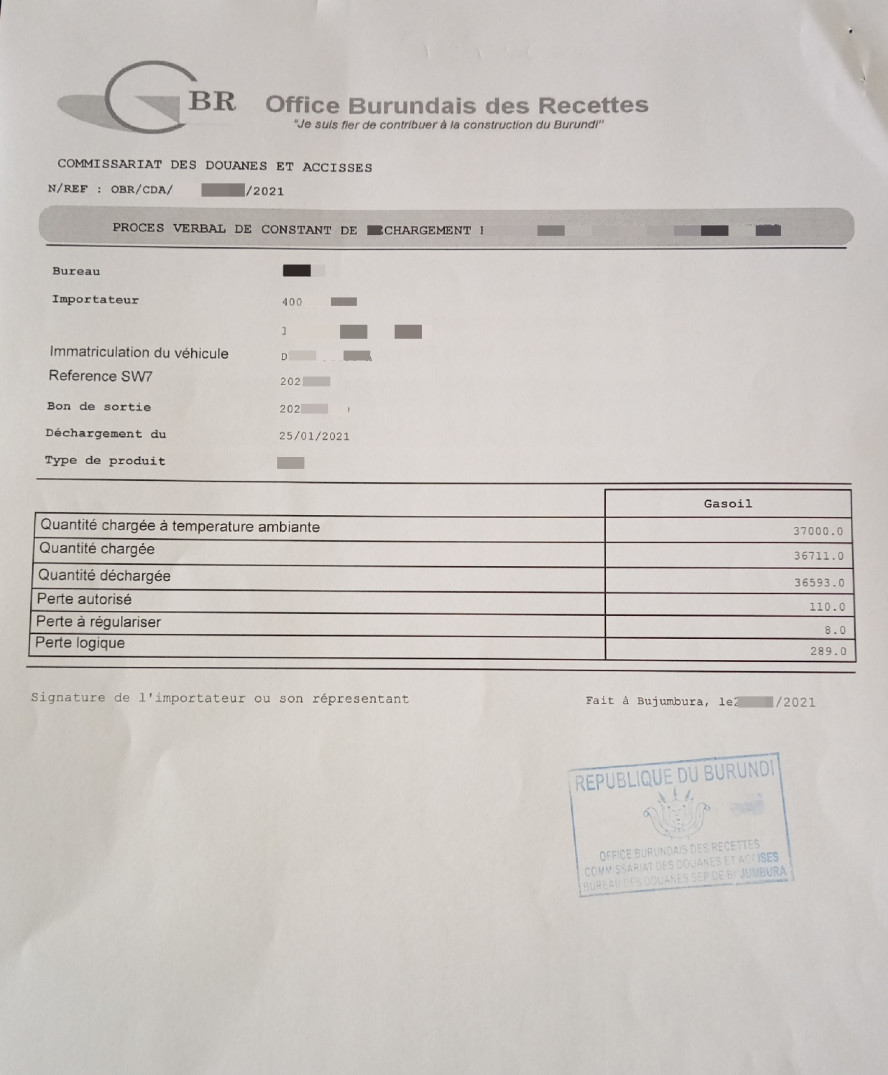 BR Office Burundais des Recettes
"Je suis fier de contribuer à la construction du Burundi"
COMMISSARIAT DES DOUANES ET ACCISSES
N/REF : OBR/CDA/ /2021
PROCES VERBAL DE CONSTANT DE CHARGEMENT
Bureau
Importateur 400
Immatriculation du véhicule D
Reference SW7 202
Bon de sortie 202
Déchargement du 25/01/2021
Type de produit
Gasoil
Quantité chargée à temperature ambiante 37000.0
Quantité chargée 36711.0
Quantité déchargée 36593.0
Perte autorisé 110.0
Perte à régulariser 8.0
Perte logique 289.0
Signature de l'importateur ou son répresentant Fait à Bujumbura, le2 /2021
REPUBLIQUE DU BURUNDI
OFFICE BURUNDAIS DES RECETTES
COMMISSARIAT DES DOUANES ET ACCISES
BUREAU DES DOUANES SEP DE BUJUMBURA